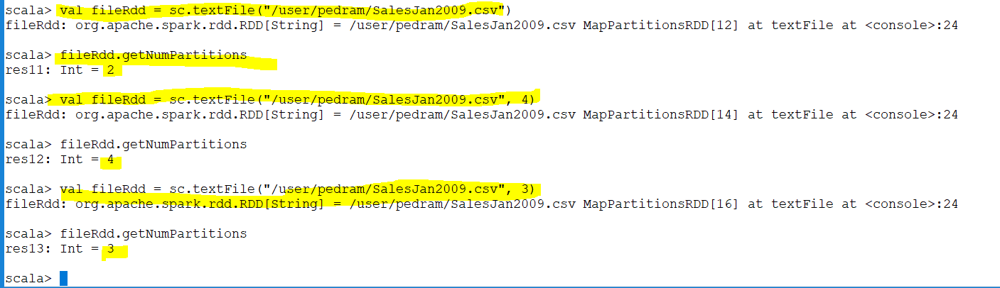 scala> val fileRdd = sc.textFile("/user/pedram/SalesJan2009.csv")
fileRdd: org.apache.spark.rdd.RDD[String] = /user/pedram/SalesJan2009.csv MapPartitionsRDD[12] at textFile at <console>:24
scala> fileRdd.getNumPartitions
res11: Int = 2
scala> val fileRdd = sc.textFile("/user/pedram/SalesJan2009.csv", 4)
fileRdd: org.apache.spark.rdd.RDD[String] = /user/pedram/SalesJan2009.csv MapPartitionsRDD[14] at textFile at <console>:24
scala> fileRdd.getNumPartitions
res12: Int = 4
scala> val fileRdd = sc.textFile("/user/pedram/SalesJan2009.csv", 3)
fileRdd: org.apache.spark.rdd.RDD[String] = /user/pedram/SalesJan2009.csv MapPartitionsRDD[16] at textFile at <console>:24
scala> fileRdd.getNumPartitions
res13: Int = 3
scala>